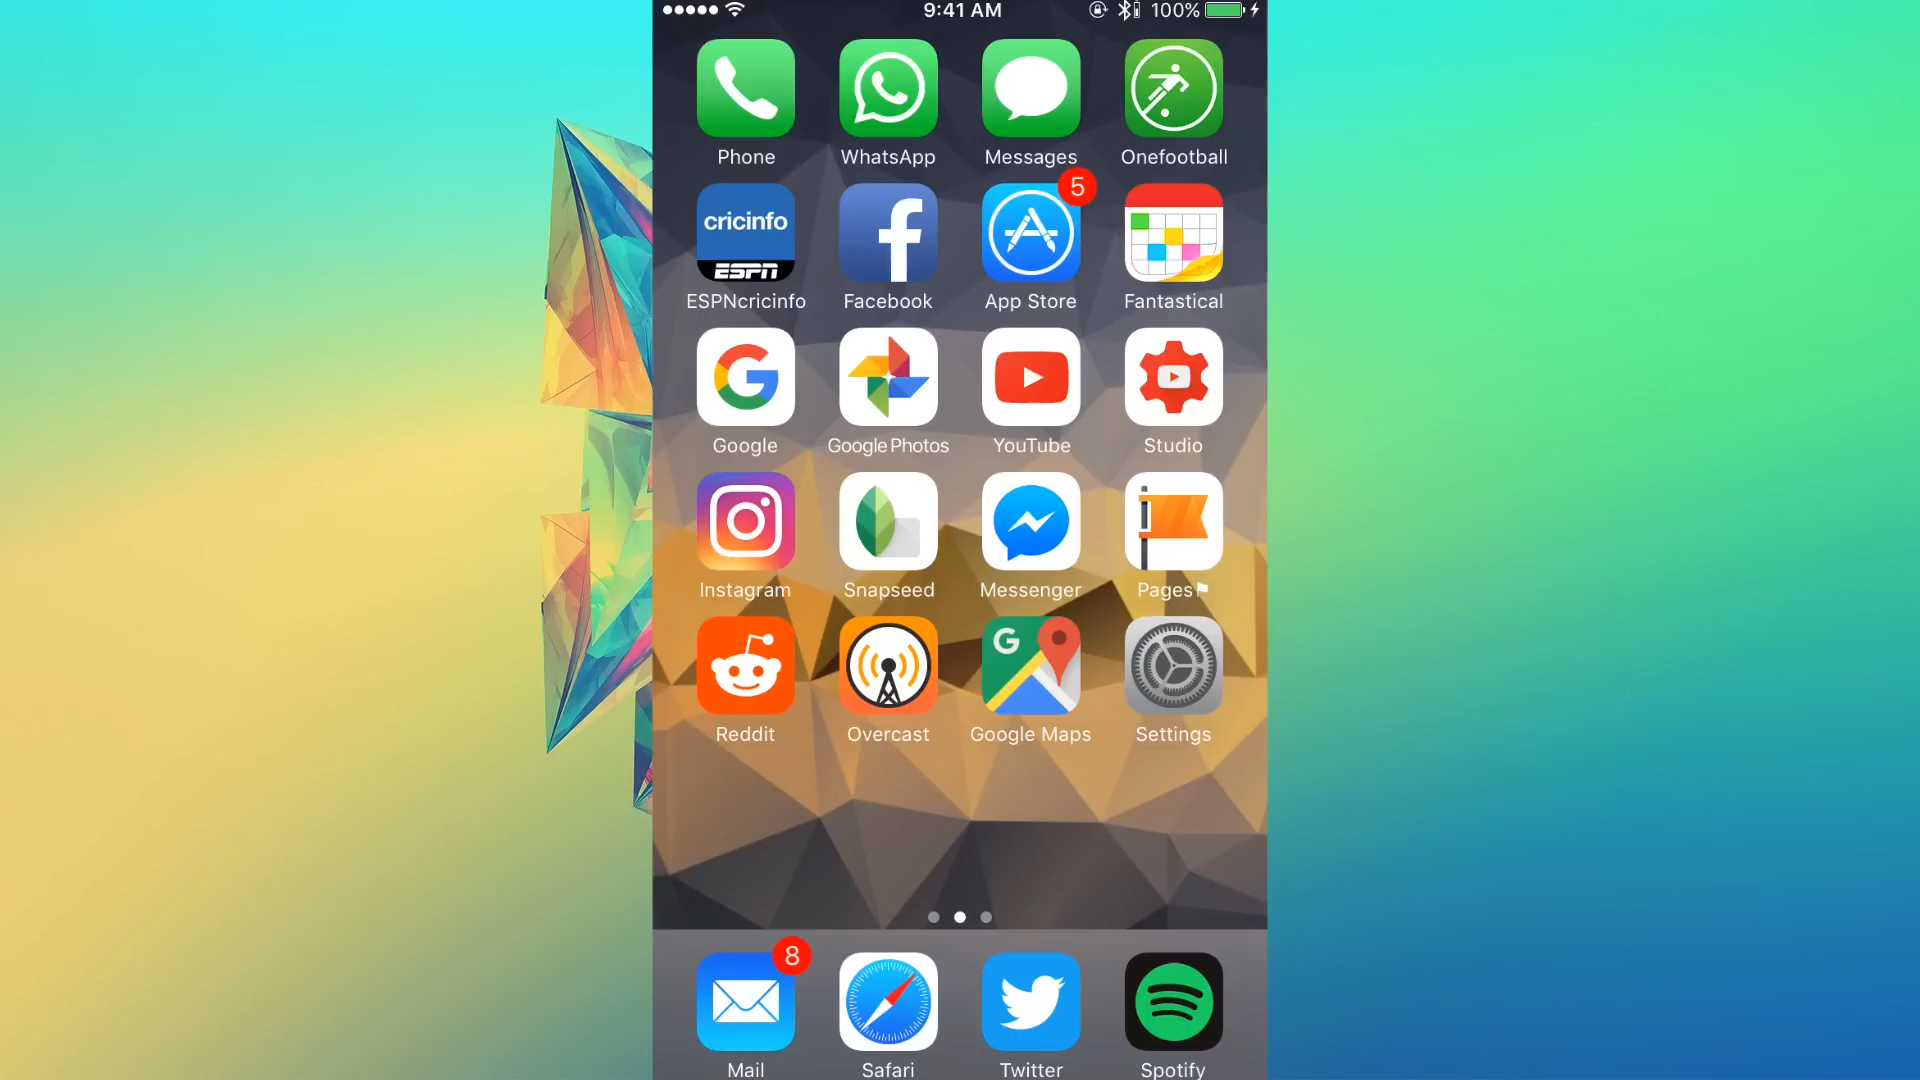 9:41 AM 100%
Phone WhatsApp Messages Onefootball
cricinfo 5
ESPN
ESPNcricinfo Facebook App Store Fantastical
Google Google Photos YouTube Studio
Instagram Snapseed Messenger Pages
G
Reddit Overcast Google Maps Settings
8
Mail Safari Twitter Spotify